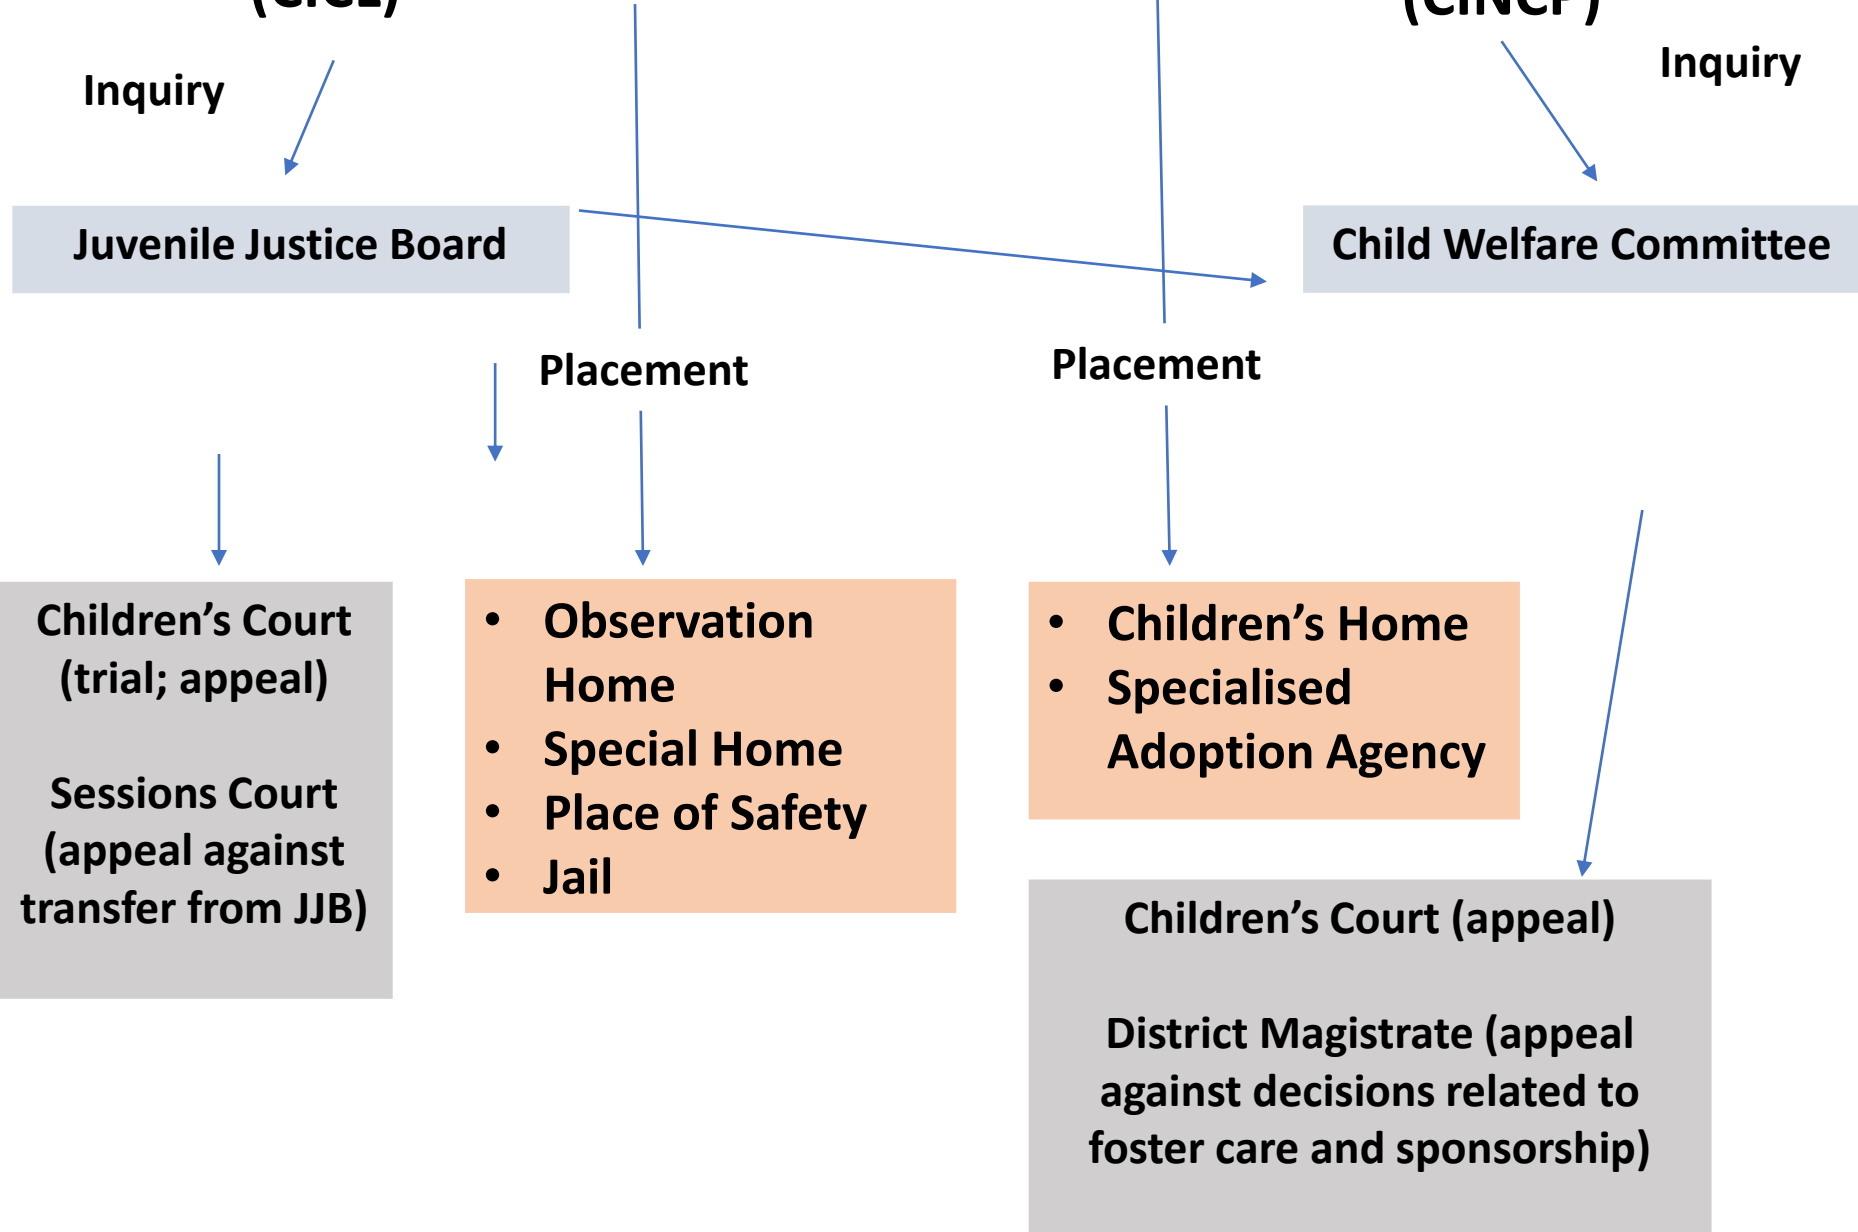 (CiCL)
(CiNCP)
Inquiry
Inquiry
Juvenile Justice Board
Child Welfare Committee
Placement
Placement
Children’s Court
(trial; appeal)
Sessions Court
(appeal against
transfer from JJB)
• Observation
Home
• Special Home
• Place of Safety
• Jail
• Children’s Home
• Specialised
Adoption Agency
Children’s Court (appeal)
District Magistrate (appeal
against decisions related to
foster care and sponsorship)